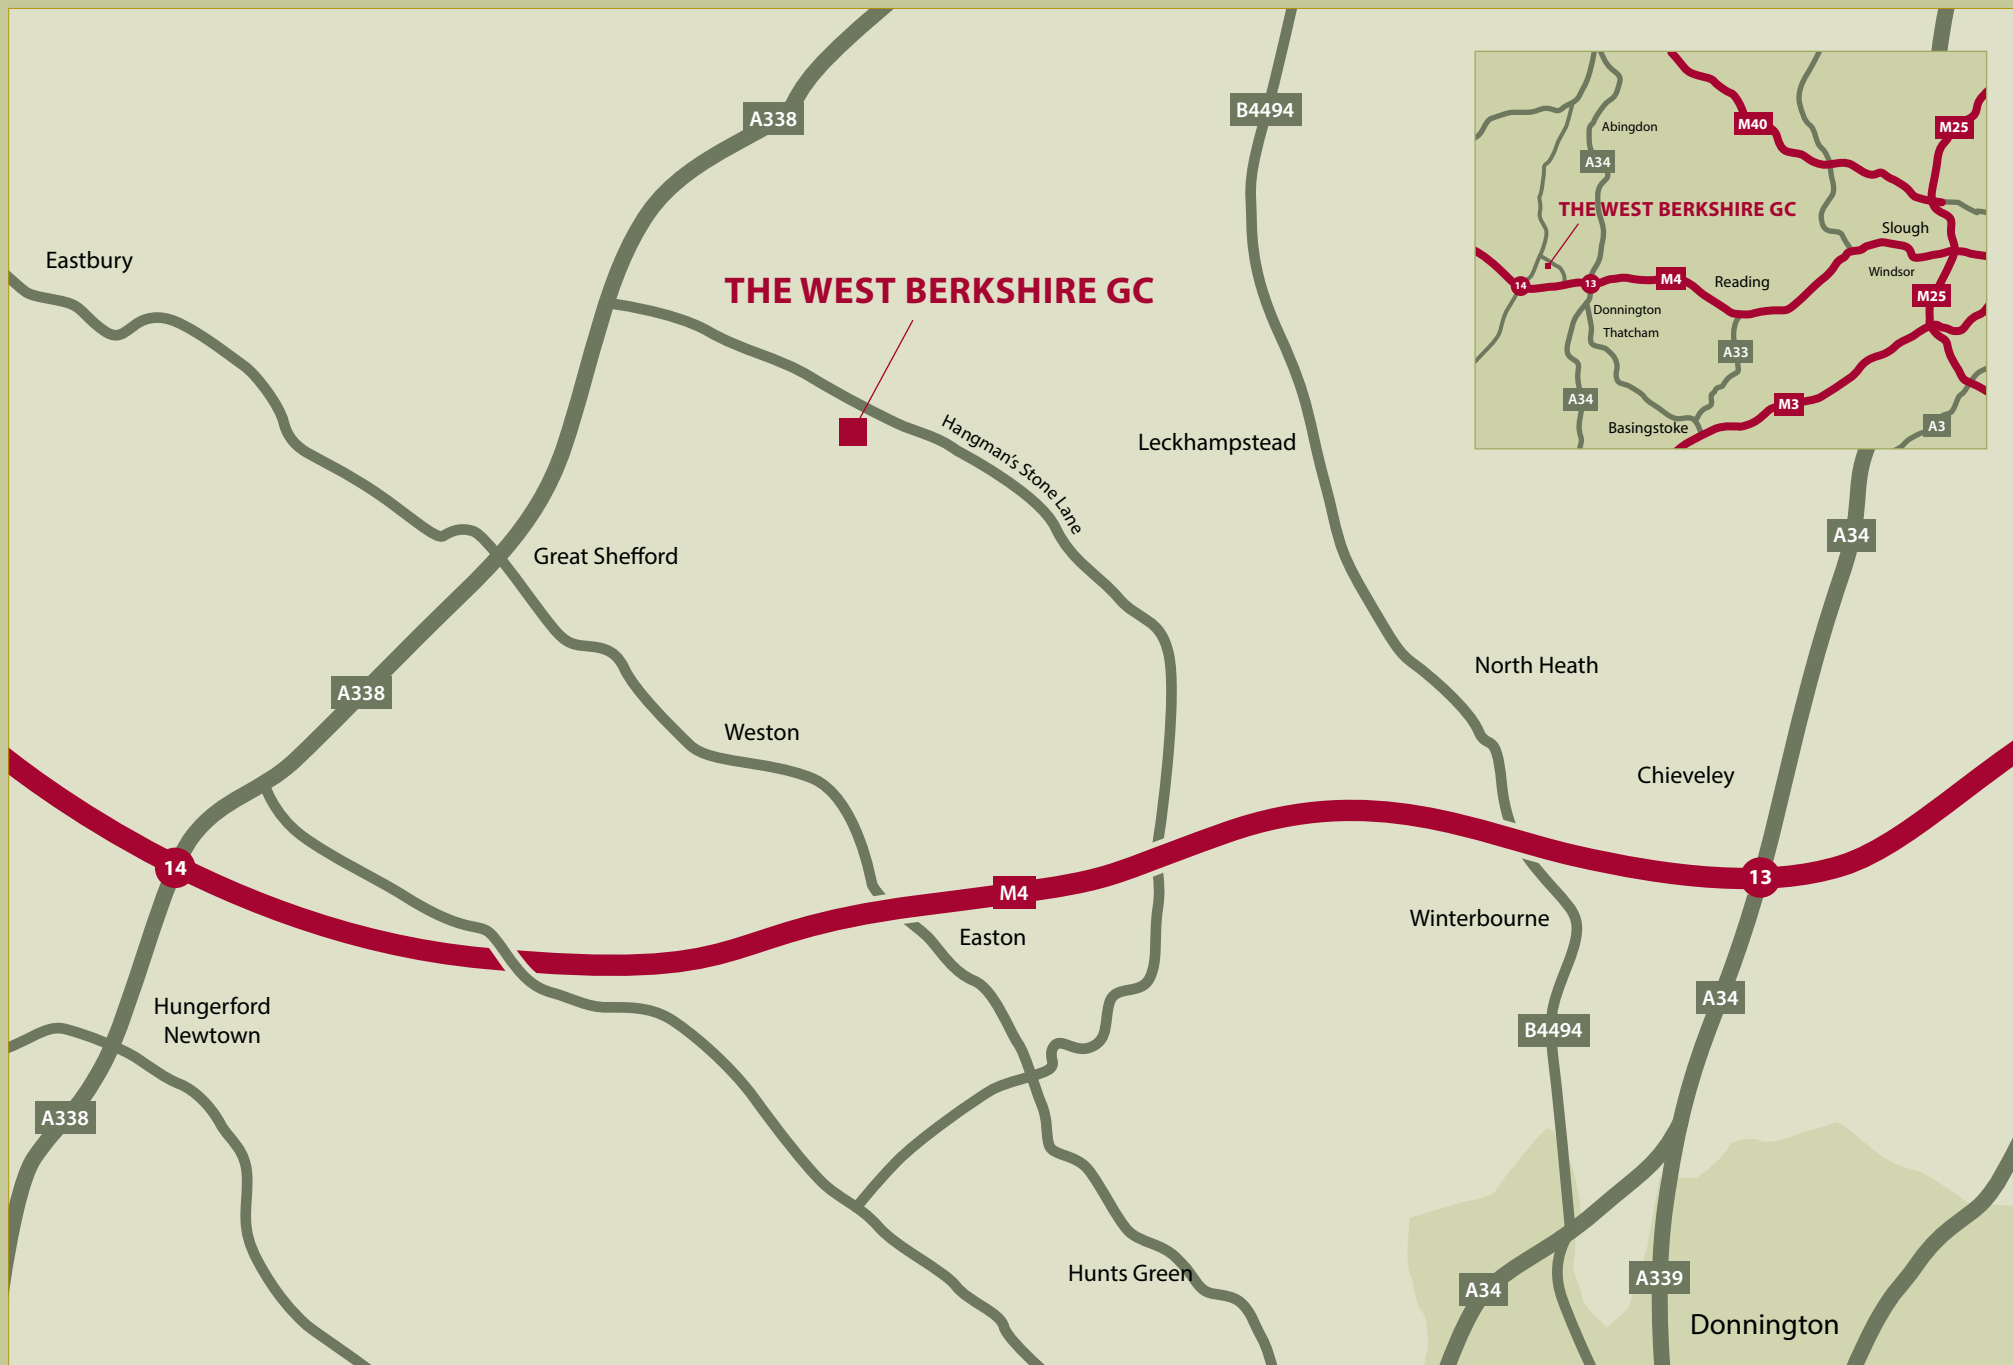 A338
B4494
Eastbury
THE WEST BERKSHIRE GC
Hangman's Stone Lane
Leckhampstead
Great Shefford
A34
North Heath
A338
Weston
Chieveley
14
M4
13
Easton
Winterbourne
Hungerford
Newtown
A34
B4494
A338
Hunts Green
A34
A339
Donnington
M40
M25
Abingdon
A34
THE WEST BERKSHIRE GC
Slough
Windsor
14
13
M4
Reading
M25
Donnington
Thatcham
A33
A34
M3
Basingstoke
A3